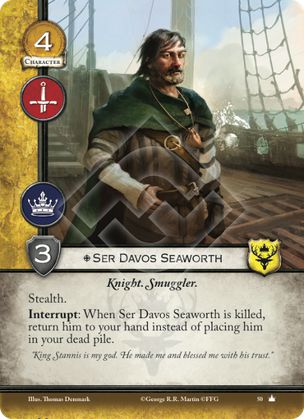 4
CHARACTER
3
SER DAVOS SEAWORTH
Knight. Smuggler.
Stealth.
Interrupt: When Ser Davos Seaworth is killed,
return him to your hand instead of placing him
in your dead pile.
"King Stannis is my god. He made me and blessed me with his trust."
Illus. Thomas Denmark ©George R.R. Martin ©FFG 50